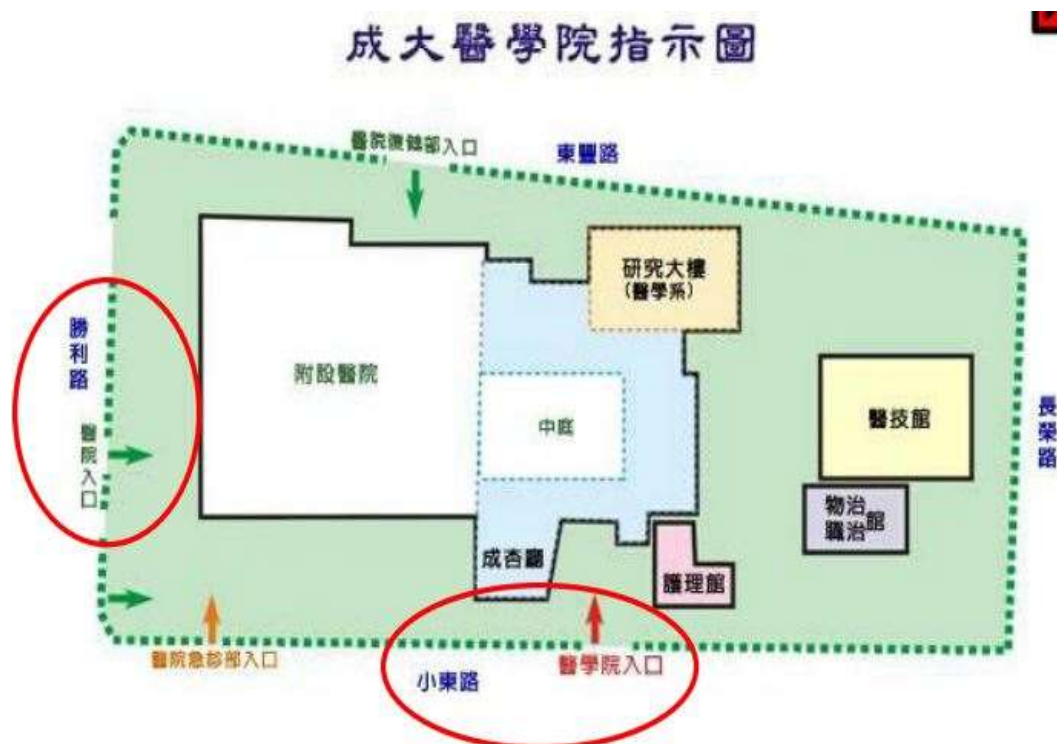 成大醫學院指示圖
醫院復健部入口
東豐路
研究大樓
(醫學系)
勝利路
附設醫院
中庭
醫技館
長榮路
醫院入口
物治
職治
館
成杏廳
護理館
醫院急診部入口
小東路
醫學院入口